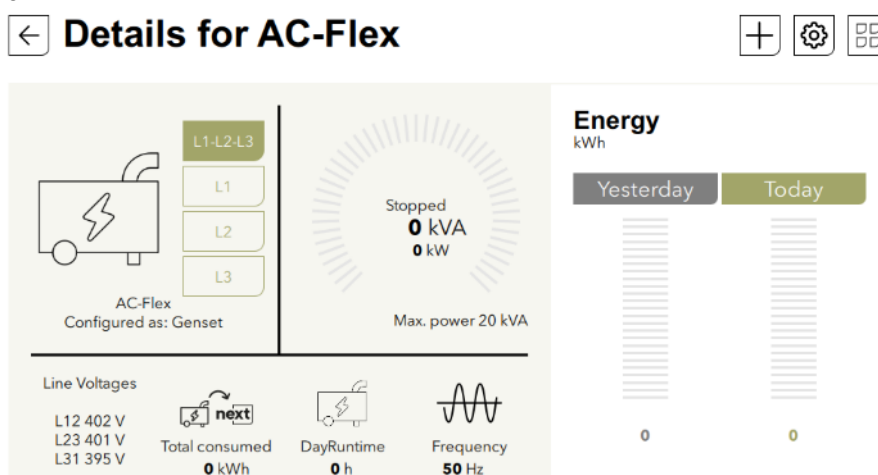 Details for AC-Flex
L1-L2-L3
L1
L2
L3
AC-Flex
Configured as: Genset
Stopped
0 kVA
0 kW
Max. power 20 kVA
Energy
kWh
Yesterday
Today
0
0
Line Voltages
L12 402 V
L23 401 V
L31 395 V
next
Total consumed
0 kWh
DayRuntime
0 h
Frequency
50 Hz